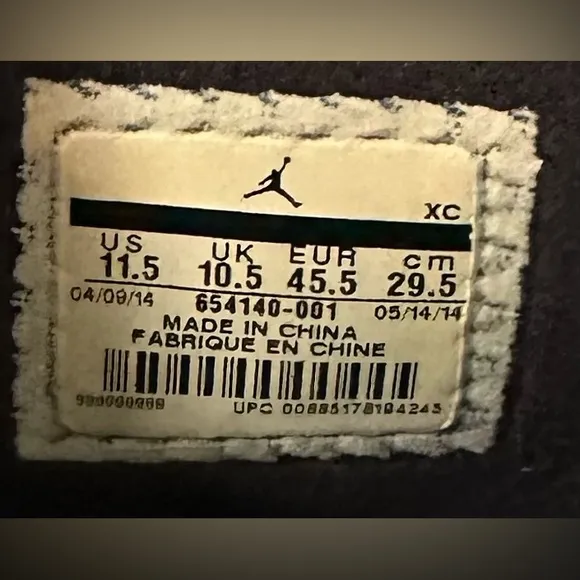 XC
US UK EUR cm
11.5 10.5 45.5 29.5
04/09/14 654140-001 05/14/14
MADE IN CHINA
FABRIQUE EN CHINE
UPC